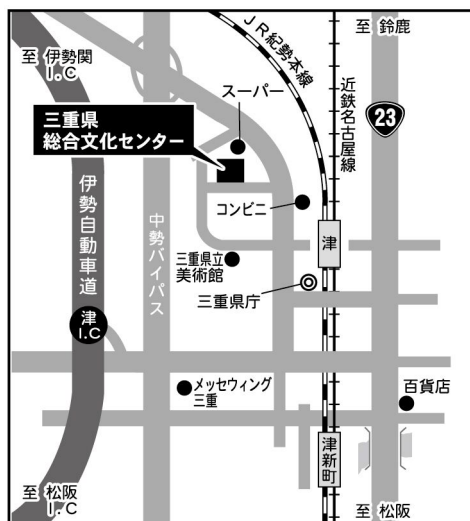 至 伊勢関
I.C
JR紀勢本線
至 鈴鹿
スーパー
近鉄名古屋線
23
三重県
総合文化センター
伊勢自動車道
中勢バイパス
コンビニ
津
三重県立
美術館
三重県庁
津
I.C
メッセウィング
三重
百貨店
津新町
至 松阪
I.C
至 松阪